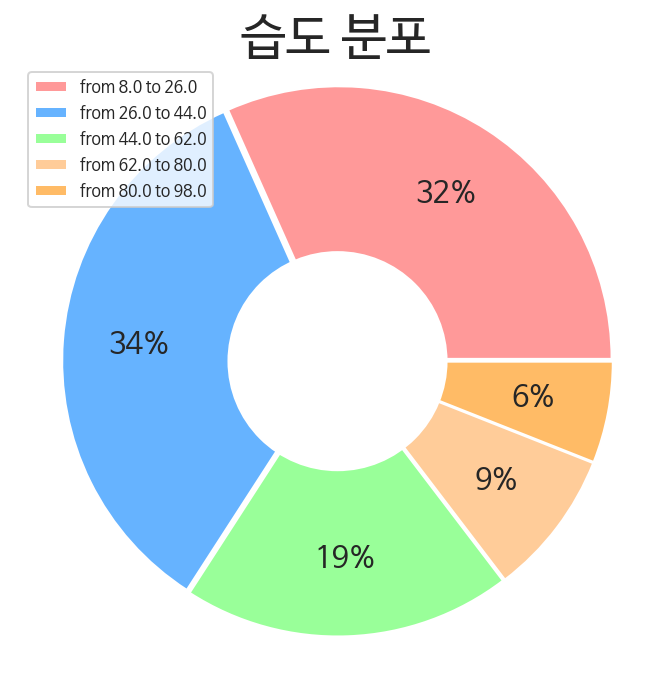 습도 분포
from 8.0 to 26.0
from 26.0 to 44.0
from 44.0 to 62.0
from 62.0 to 80.0
from 80.0 to 98.0
32%
34%
6%
9%
19%